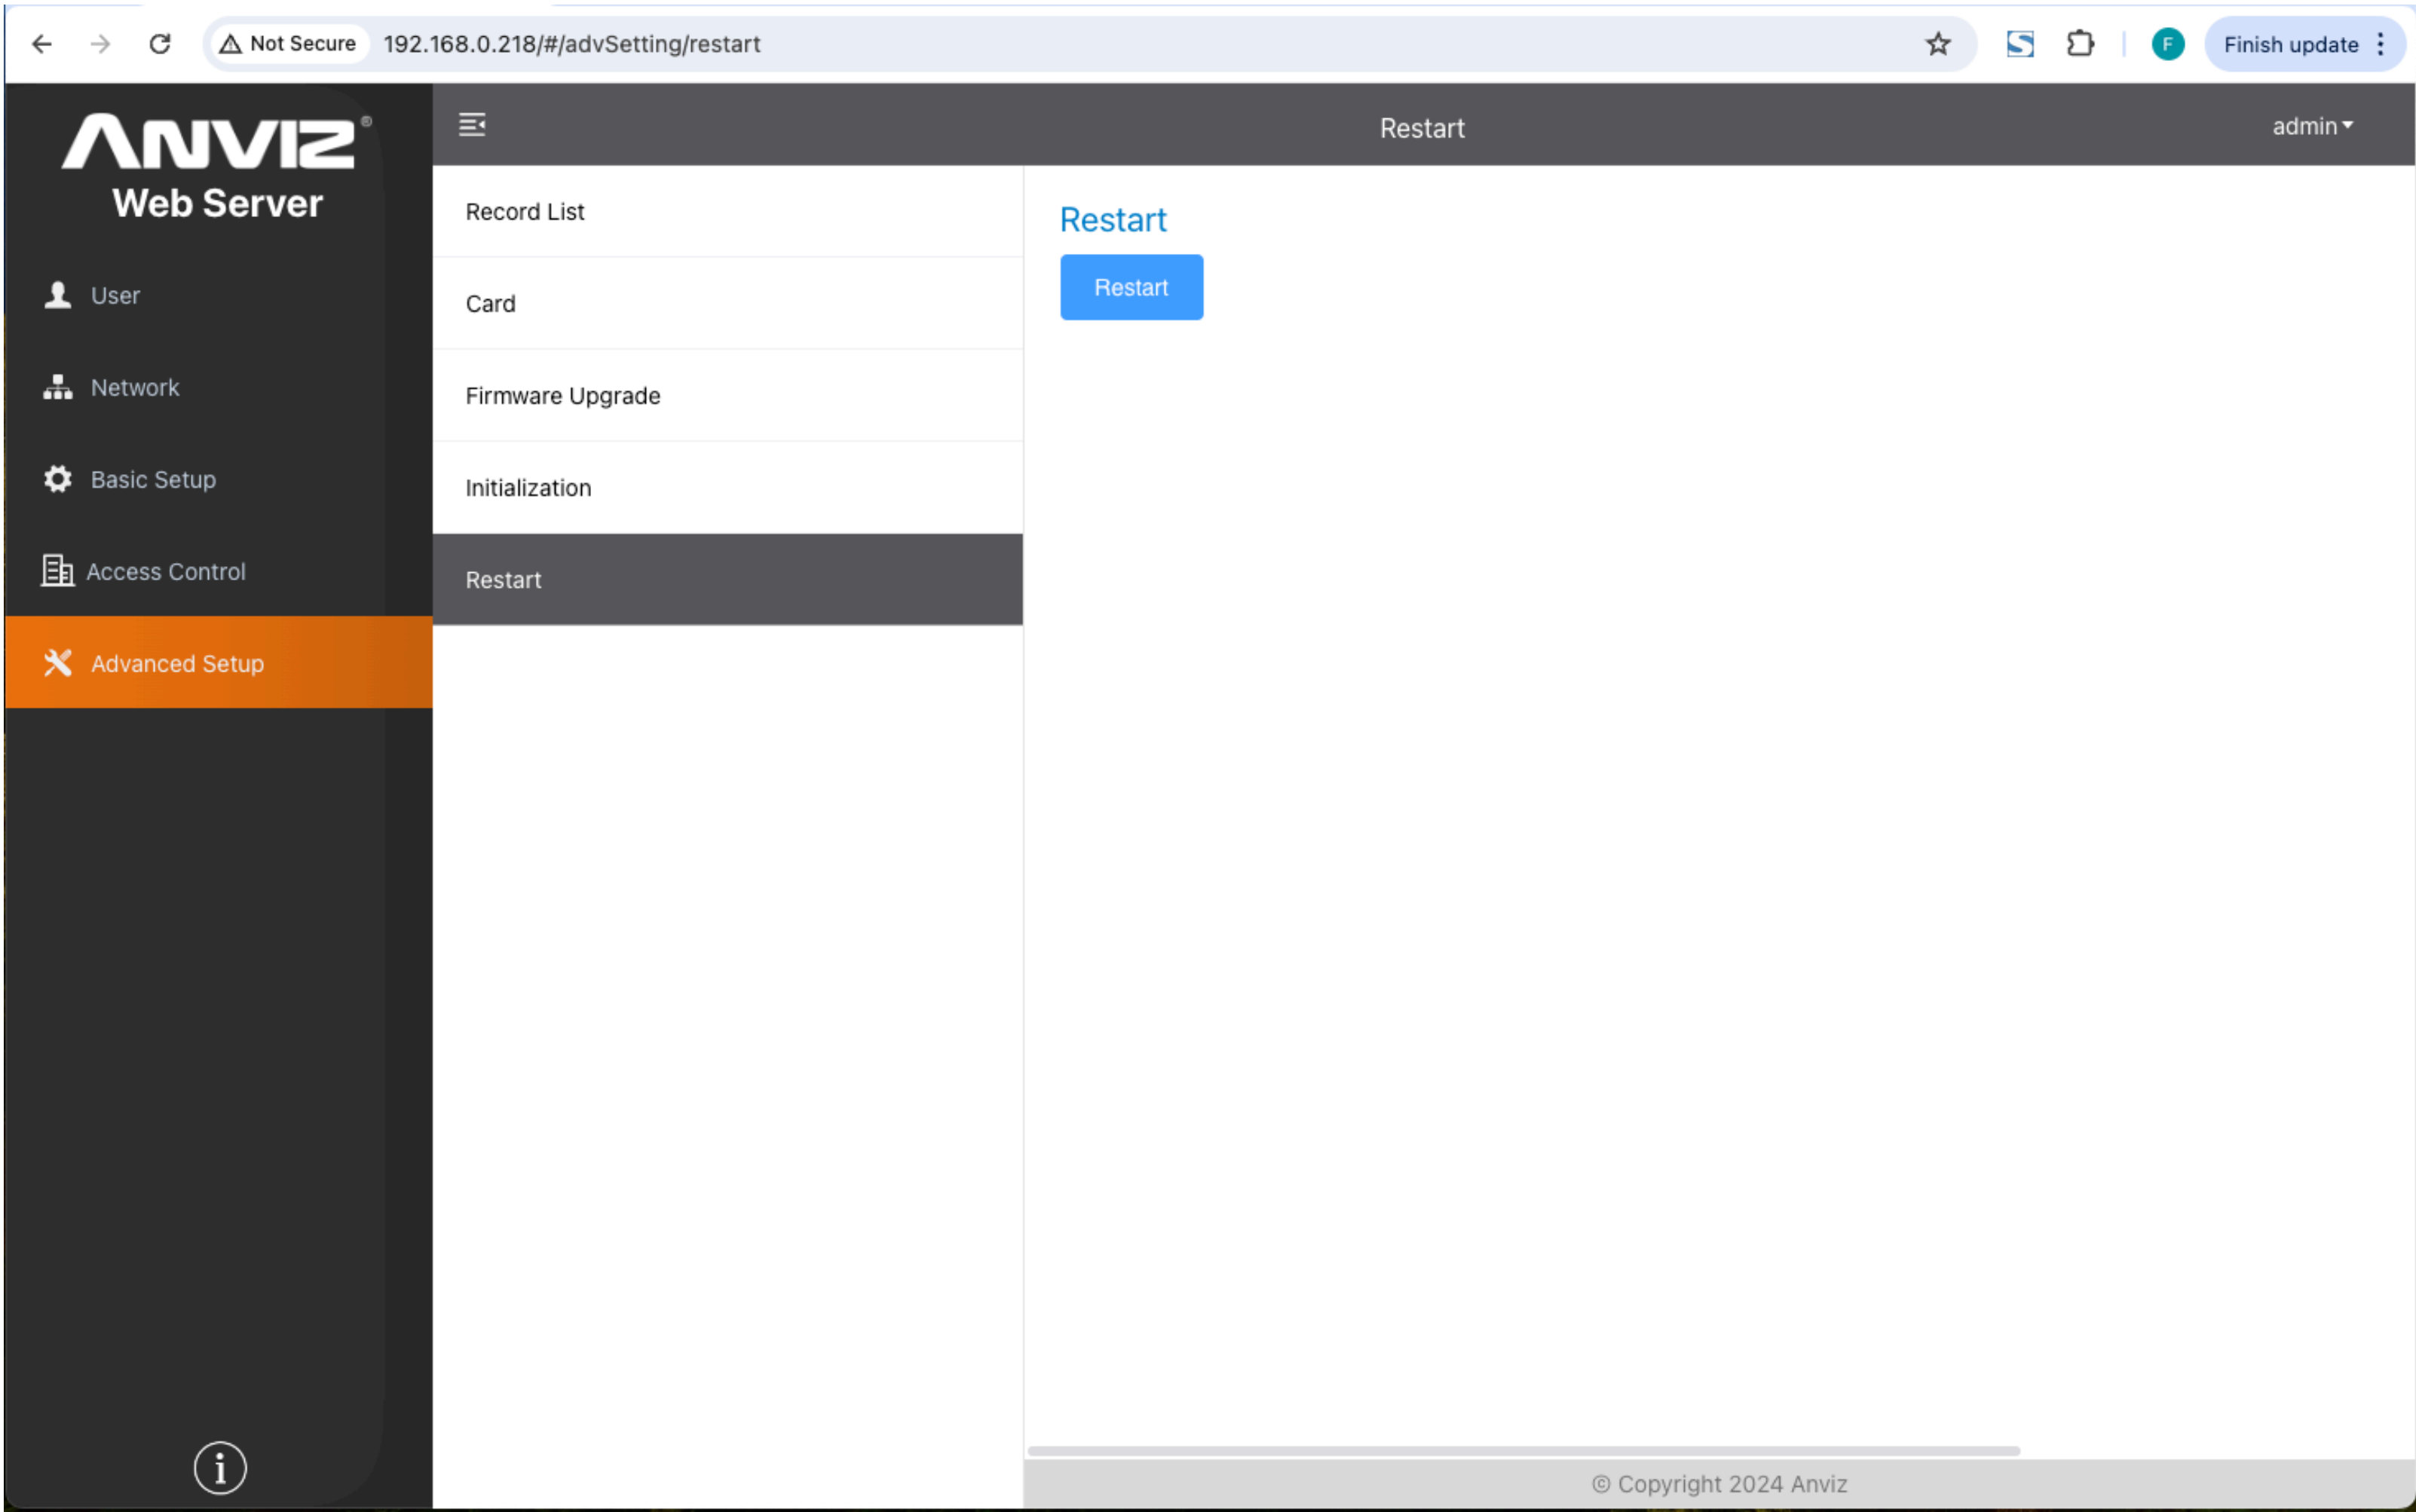 Not Secure 192.168.0.218/#/advSetting/restart F Finish update
ANVIZ®
Web Server
Restart
admin
User
Network
Basic Setup
Access Control
Advanced Setup
Record List
Card
Firmware Upgrade
Initialization
Restart
Restart
Restart
© Copyright 2024 Anviz